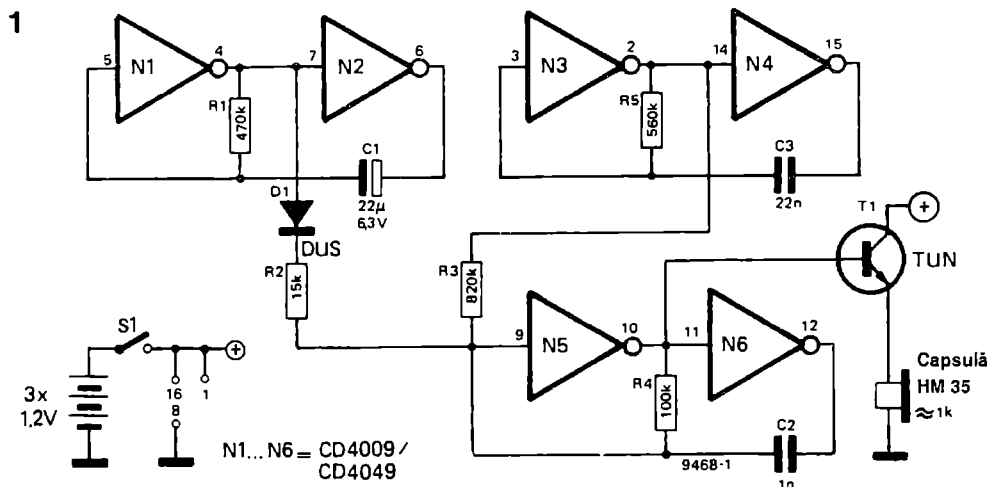 1
5
N1
4
7
N2
6
R1
470k
C1
22µ
6,3V
D1
DUS
R2
15k
3
N3
2
14
N4
15
R5
560k
C3
22n
T1
+
TUN
R3
820k
9
N5
10
11
N6
12
R4
100k
C2
1n
9468-1
Capsulă
HM 35
≈1k
S1
+
3x
1,2V
16
8
1
N1...N6 = CD4009/
CD4049